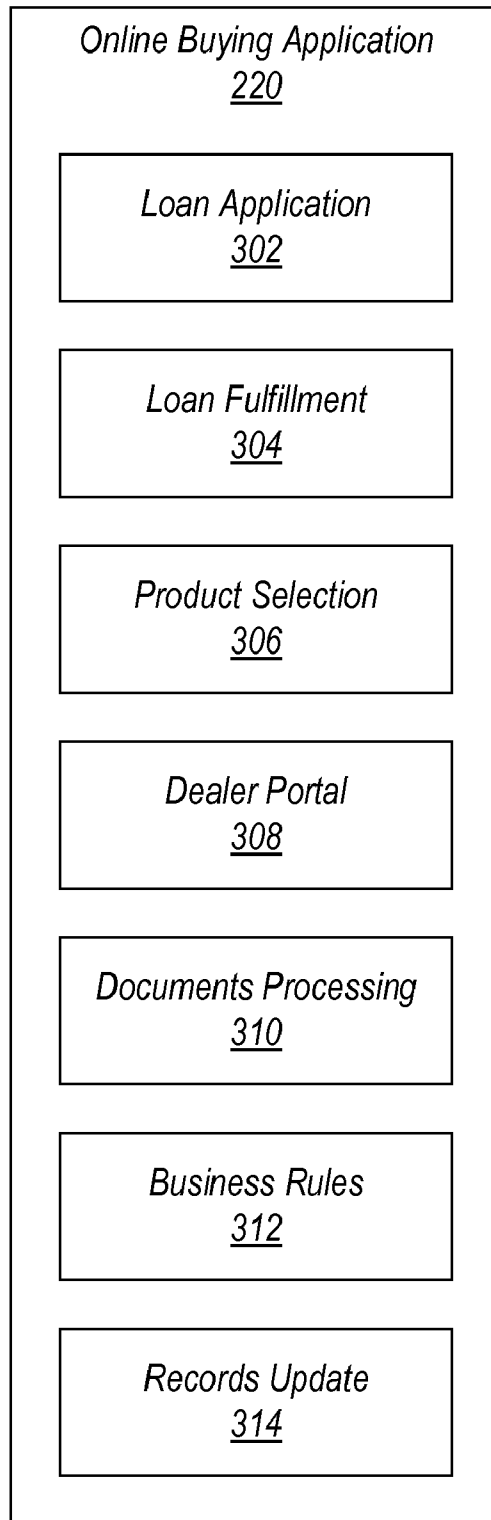 Online Buying Application
220
Loan Application
302
Loan Fulfillment
304
Product Selection
306
Dealer Portal
308
Documents Processing
310
Business Rules
312
Records Update
314